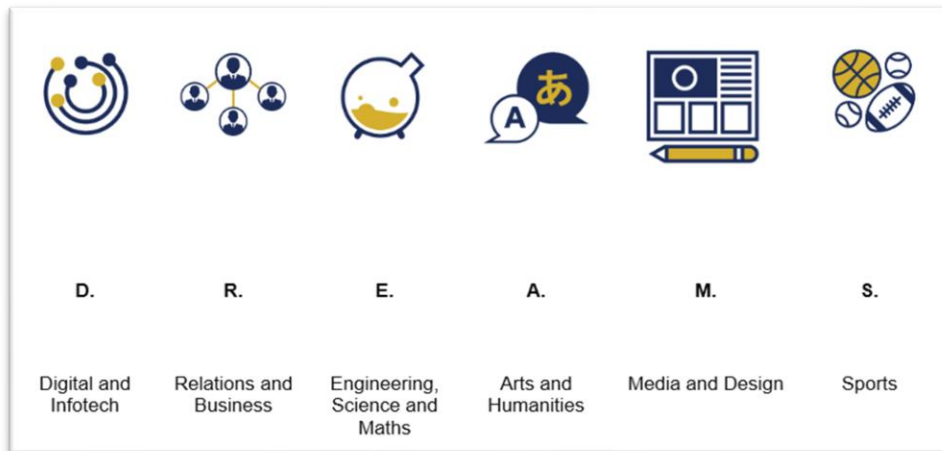 A
あ
D.
R.
E.
A.
M.
S.
Digital and
Infotech
Relations and
Business
Engineering,
Science and
Maths
Arts and
Humanities
Media and Design
Sports